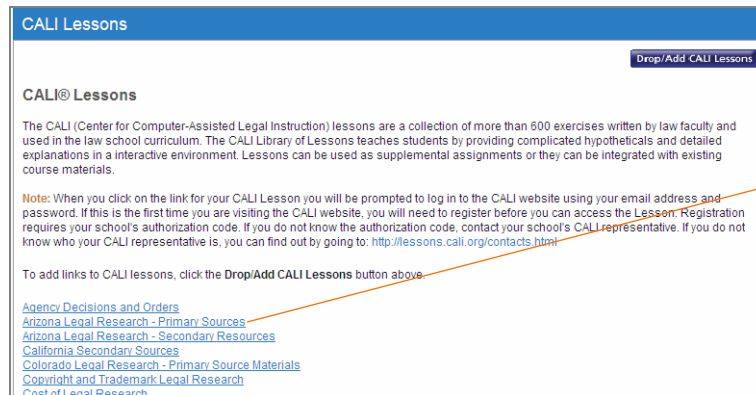 CALI Lessons
Drop/Add CALI Lessons
CALI® Lessons
The CALI (Center for Computer-Assisted Legal Instruction) lessons are a collection of more than 600 exercises written by law faculty and
used in the law school curriculum. The CALI Library of Lessons teaches students by providing complicated hypotheticals and detailed
explanations in a interactive environment. Lessons can be used as supplemental assignments or they can be integrated with existing
course materials.
Note: When you click on the link for your CALI Lesson you will be prompted to log in to the CALI website using your email address and
password. If this is the first time you are visiting the CALI website, you will need to register before you can access the Lesson. Registration
requires your school's authorization code. If you do not know the authorization code, contact your school's CALI representative. If you do not
know who your CALI representative is, you can find out by going to: http://lessons.cali.org/contacts.html
To add links to CALI lessons, click the Drop/Add CALI Lessons button above.
Agency Decisions and Orders
Arizona Legal Research - Primary Sources
Arizona Legal Research - Secondary Resources
California Secondary Sources
Colorado Legal Research - Primary Source Materials
Copyright and Trademark Legal Research
Cost of Legal Research